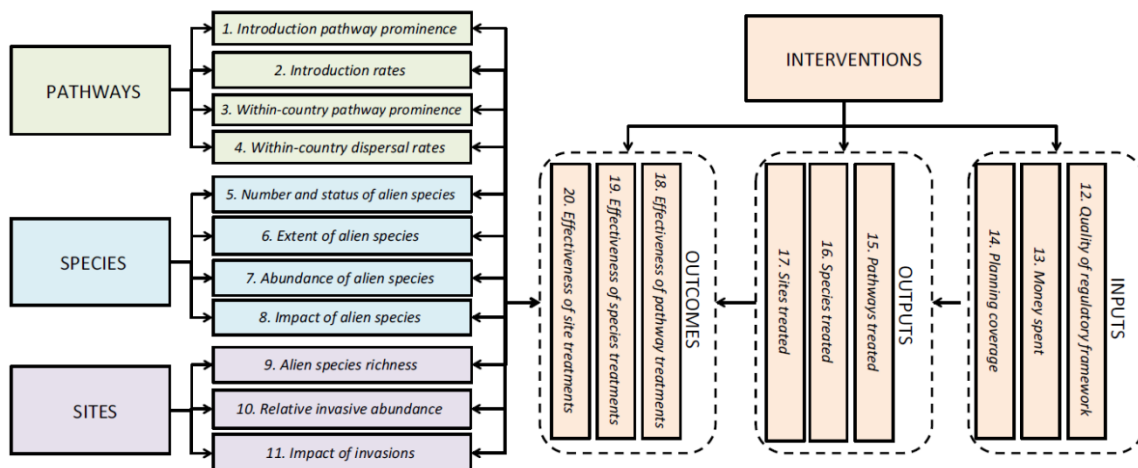 PATHWAYS
1. Introduction pathway prominence
2. Introduction rates
3. Within-country pathway prominence
4. Within-country dispersal rates
SPECIES
5. Number and status of alien species
6. Extent of alien species
7. Abundance of alien species
8. Impact of alien species
SITES
9. Alien species richness
10. Relative invasive abundance
11. Impact of invasions
INTERVENTIONS
INPUTS
12. Quality of regulatory framework
13. Money spent
14. Planning coverage
OUTPUTS
15. Pathways treated
16. Species treated
17. Sites treated
OUTCOMES
18. Effectiveness of pathway treatments
19. Effectiveness of species treatments
20. Effectiveness of site treatments